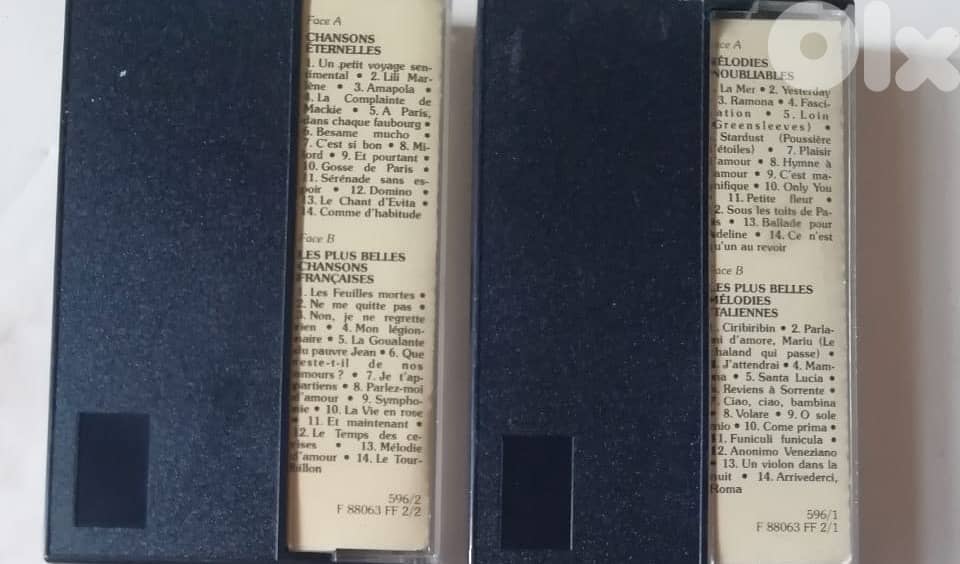 Face A
CHANSONS
ÉTERNELLES
1. Un petit voyage sen-
timental • 2. Lili Mar-
lène • 3. Amapola •
4. La Complainte de
Mackie • 5. A Paris,
dans chaque faubourg •
6. Besame mucho •
7. C'est si bon • 8. Mi-
lord • 9. Et pourtant •
10. Gosse de Paris •
11. Sérénade sans es-
poir • 12. Domino •
13. Le Chant d'Evita •
14. Comme d'habitude
Face B
LES PLUS BELLES
CHANSONS
FRANÇAISES
1. Les Feuilles mortes •
2. Ne me quitte pas •
3. Non, je ne regrette
rien • 4. Mon légion-
naire • 5. La Goualante
du pauvre Jean • 6. Que
reste-t-il de nos
amours ? • 7. Je t'ap-
partiens • 8. Parlez-moi
d'amour • 9. Sympho-
nie • 10. La Vie en rose
• 11. Et maintenant •
12. Le Temps des ce-
rises • 13. Mélodie
d'amour • 14. Le Tour-
billon
596/2
F 88063 FF 2/2
olx
ace A
MÉLODIES
NOUBLIABLES
. La Mer • 2. Yesterday
3. Ramona • 4. Fasci-
ation • 5. Loin
Greensleeves) •
. Stardust (Poussière
'étoiles) • 7. Plaisir
'amour • 8. Hymne à
'amour • 9. C'est ma-
nifique • 10. Only You
11. Petite fleur •
2. Sous les toits de Pa-
is • 13. Ballade pour
deline • 14. Ce n'est
u'un au revoir
ace B
LES PLUS BELLES
MÉLODIES
TALIENNES
. Ciribiribin • 2. Parla-
mi d'amore, Mariu (Le
haland qui passe) •
. J'attendrai • 4. Mam-
ma • 5. Santa Lucia •
. Reviens à Sorrente •
7. Ciao, ciao, bambina
• 8. Volare • 9. O sole
mio • 10. Come prima •
11. Funiculi funicula •
12. Anonimo Veneziano
• 13. Un violon dans la
nuit • 14. Arrivederci,
Roma
596/1
F 88063 FF 2/1